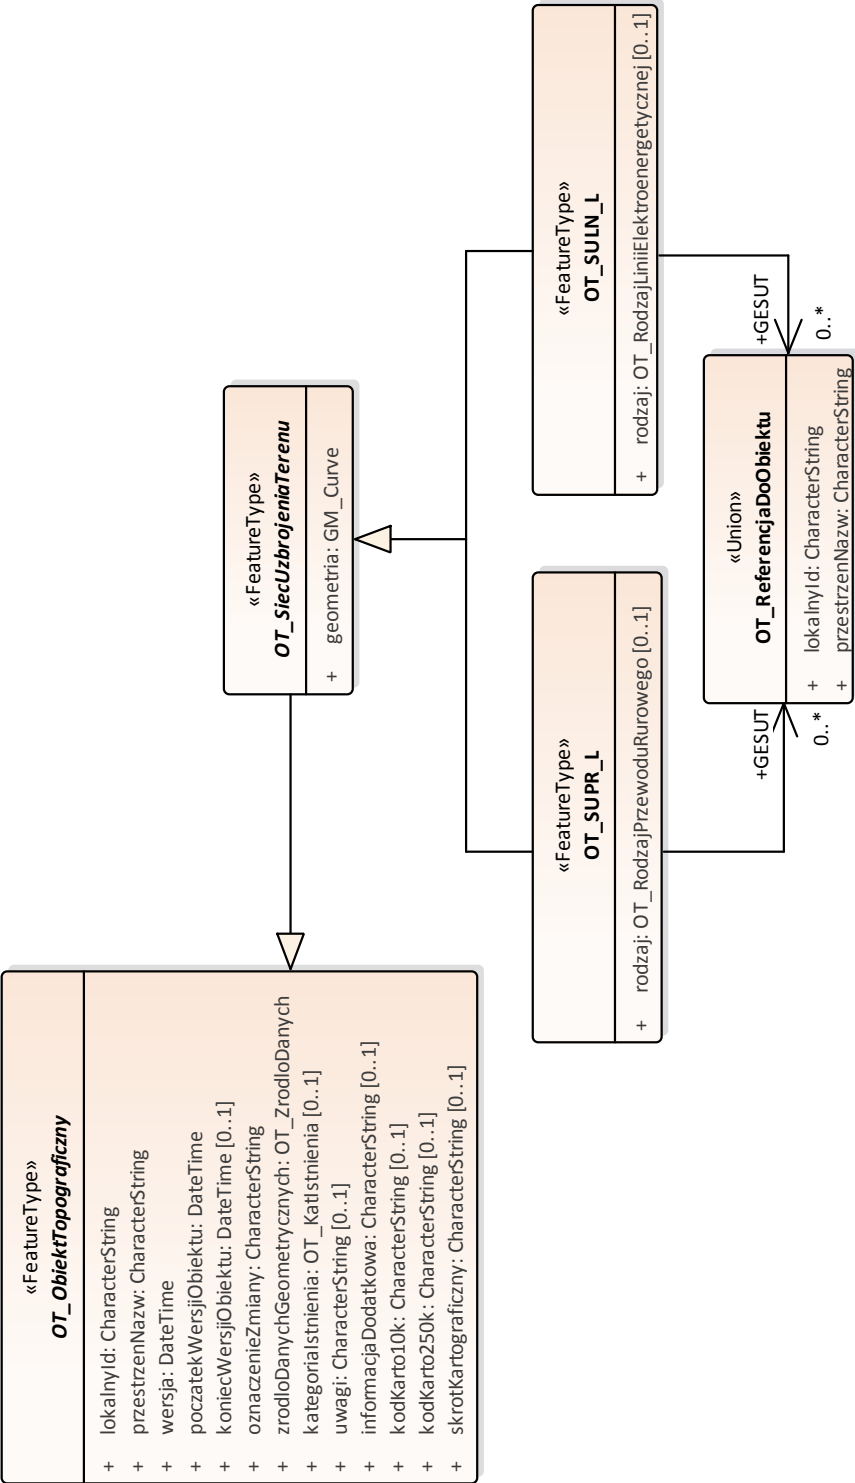 «FeatureType»
OT_ObiektTopograficzny
+ lokalnyId: CharacterString
+ przestrzenNazw: CharacterString
+ wersja: DateTime
+ poczatekWersjiObiektu: DateTime
+ koniecWersjiObiektu: DateTime [0..1]
+ oznaczenieZmiany: CharacterString
+ zrodloDanychGeometrycznych: OT_ZrodloDanych
+ kategoriaIstnienia: OT_KatIstnienia [0..1]
+ uwagi: CharacterString [0..1]
+ informacjaDodatkowa: CharacterString [0..1]
+ kodKarto10k: CharacterString [0..1]
+ kodKarto250k: CharacterString [0..1]
+ skrotKartograficzny: CharacterString [0..1]
«FeatureType»
OT_SiecUzbrojeniaTerenu
+ geometria: GM_Curve
«FeatureType»
OT_SUPR_L
+ rodzaj: OT_RodzajPrzewoduRurowego [0..1]
«FeatureType»
OT_SULN_L
+ rodzaj: OT_RodzajLiniiElektroenergetycznej [0..1]
+GESUT
0..*
«Union»
OT_ReferencjaDoObiektu
+ lokalnyId: CharacterString
+ przestrzenNazw: CharacterString
+GESUT
0..*